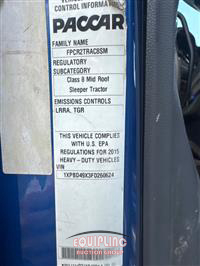 CONTROL INFORMATION
PACCAR
FAMILY NAME
FPCR2TRAC8SM
REGULATORY
SUBCATEGORY
Class 8 Mid Roof
Sleeper Tractor
EMISSIONS CONTROLS
LRRA, TGR
THIS VEHICLE COMPLIES
WITH U.S. EPA
REGULATIONS FOR 2015
HEAVY-DUTY VEHICLES
VIN
1XPBD49X3FD260624
EQUIPLINC